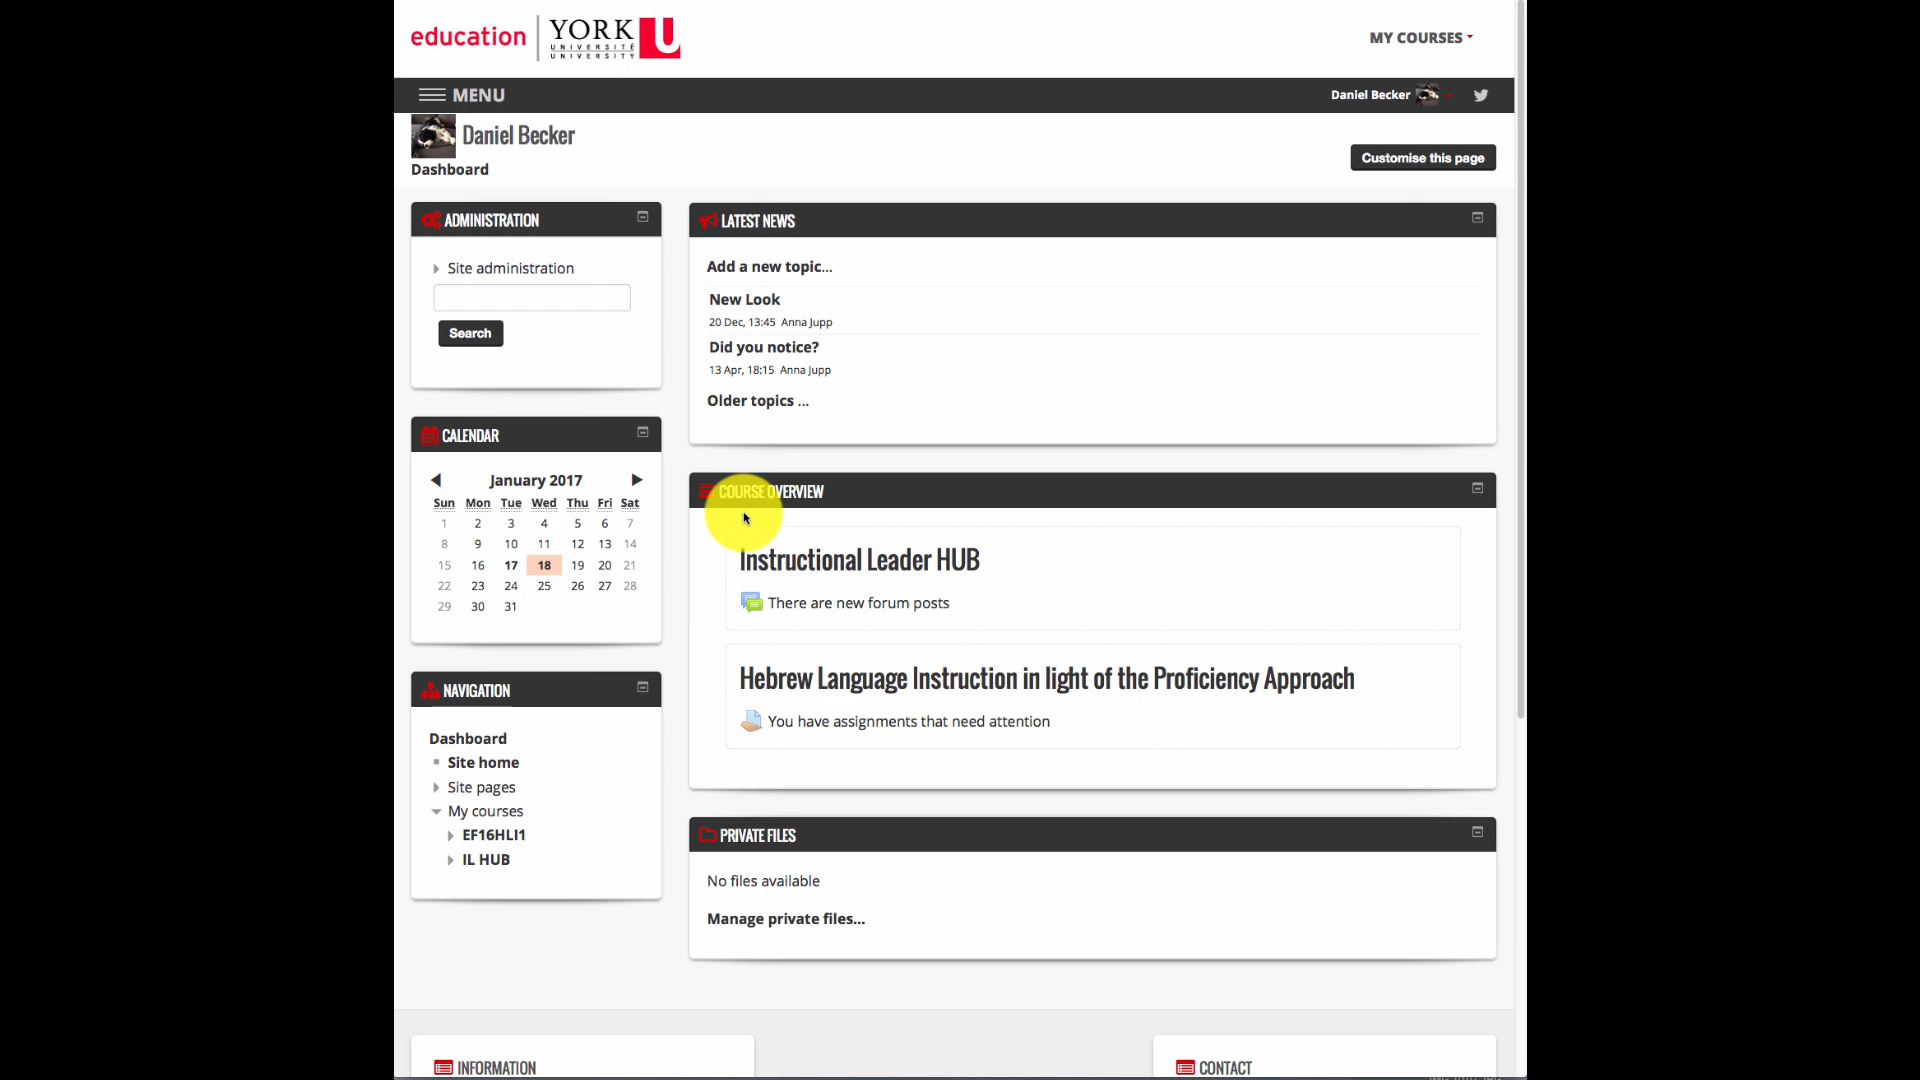 education
YORK
UNIVERSITÉ
UNIVERSITY
U
MY COURSES
MENU
Daniel Becker
Daniel Becker
Dashboard
Customise this page
ADMINISTRATION
Site administration
Search
CALENDAR
January 2017
Sun Mon Tue Wed Thu Fri Sat
1 2 3 4 5 6 7
8 9 10 11 12 13 14
15 16 17 18 19 20 21
22 23 24 25 26 27 28
29 30 31
NAVIGATION
Dashboard
Site home
Site pages
My courses
EF16HLI1
IL HUB
LATEST NEWS
Add a new topic...
New Look
20 Dec, 13:45 Anna Jupp
Did you notice?
13 Apr, 18:15 Anna Jupp
Older topics ...
COURSE OVERVIEW
Instructional Leader HUB
There are new forum posts
Hebrew Language Instruction in light of the Proficiency Approach
You have assignments that need attention
PRIVATE FILES
No files available
Manage private files...
INFORMATION
CONTACT